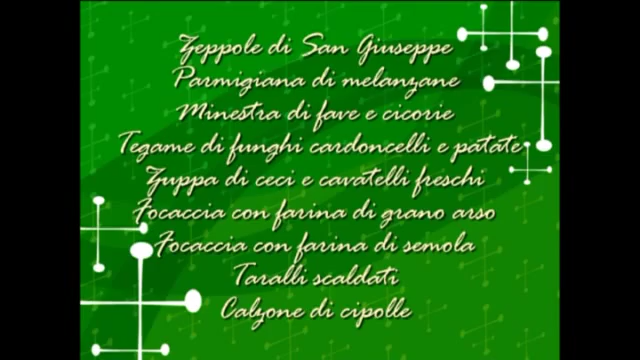 Zeppole di San Giuseppe
Parmigiana di melanzane
Minestra di fave e cicorie
Tegame di funghi cardoncelli e patate
Zuppa di ceci e cavatelli freschi
Focaccia con farina di grano arso
Focaccia con farina di semola
Taralli scaldati
Calzone di cipolle